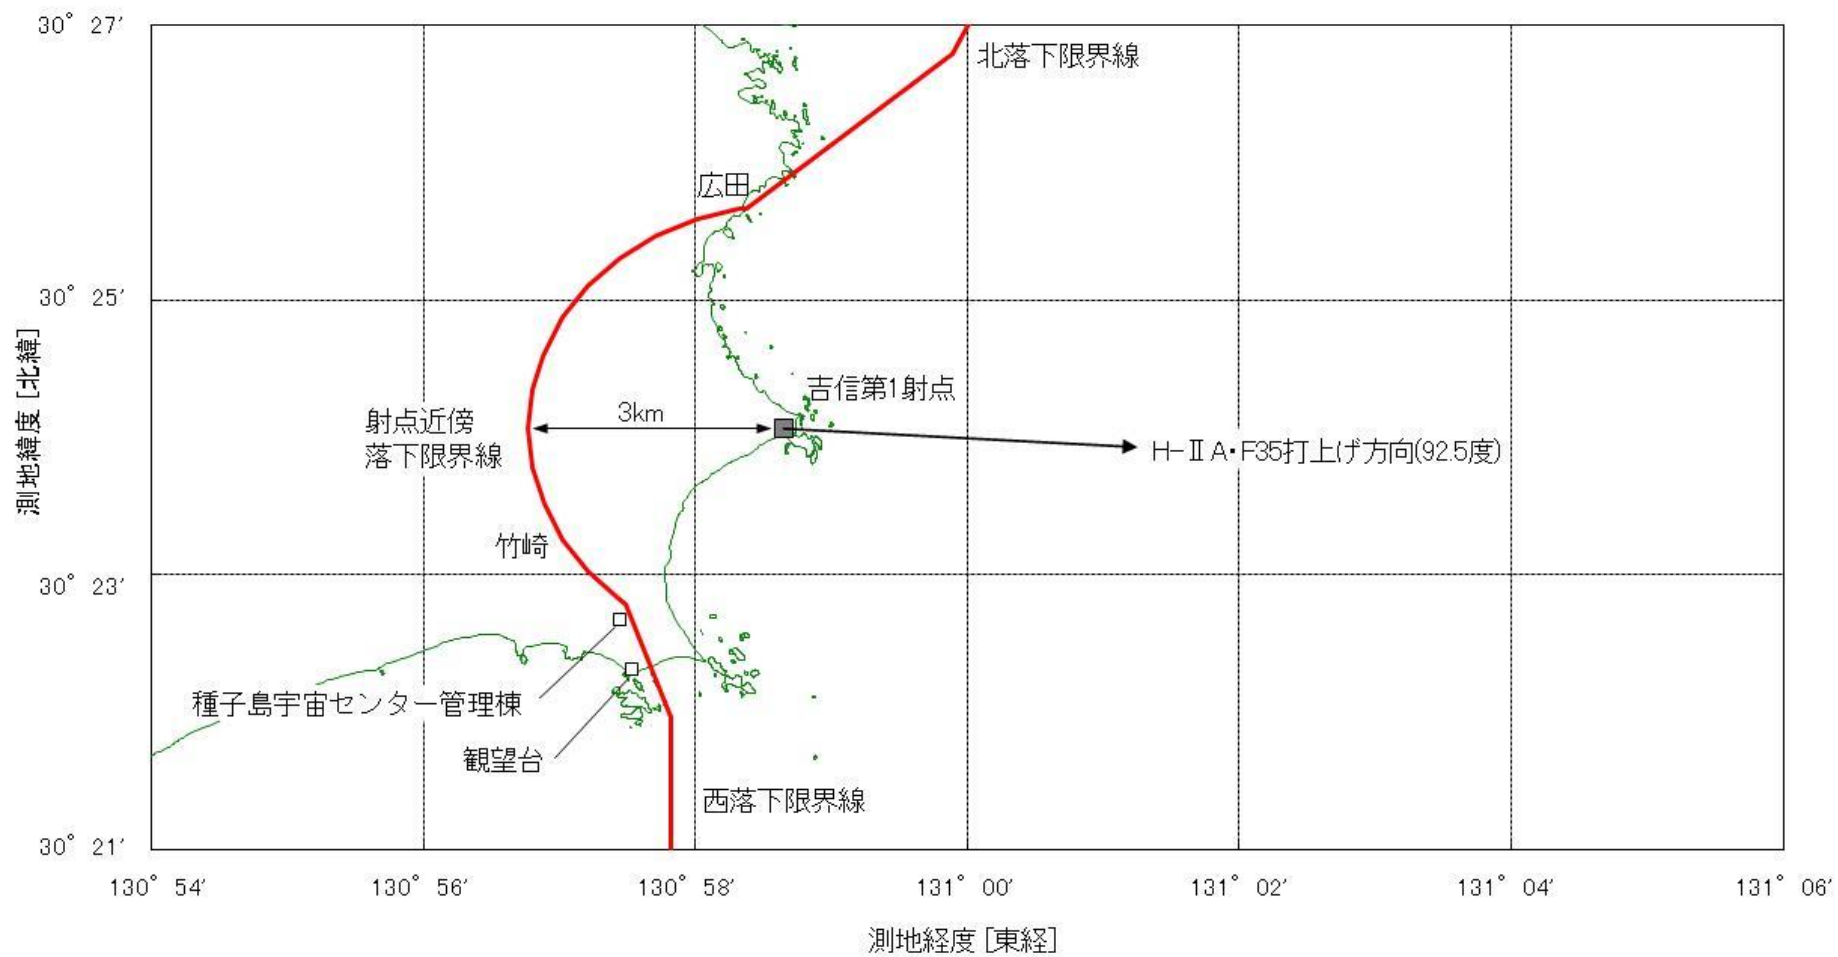 30° 27′
北落下限界線
広田
30° 25′
吉信第1射点
3km
射点近傍
落下限界線
H-ⅡA・F35打上げ方向(92.5度)
測地緯度 [北緯]
竹崎
30° 23′
種子島宇宙センター管理棟
観望台
西落下限界線
30° 21′
130° 54′
130° 56′
130° 58′
131° 00′
131° 02′
131° 04′
131° 06′
測地経度 [東経]